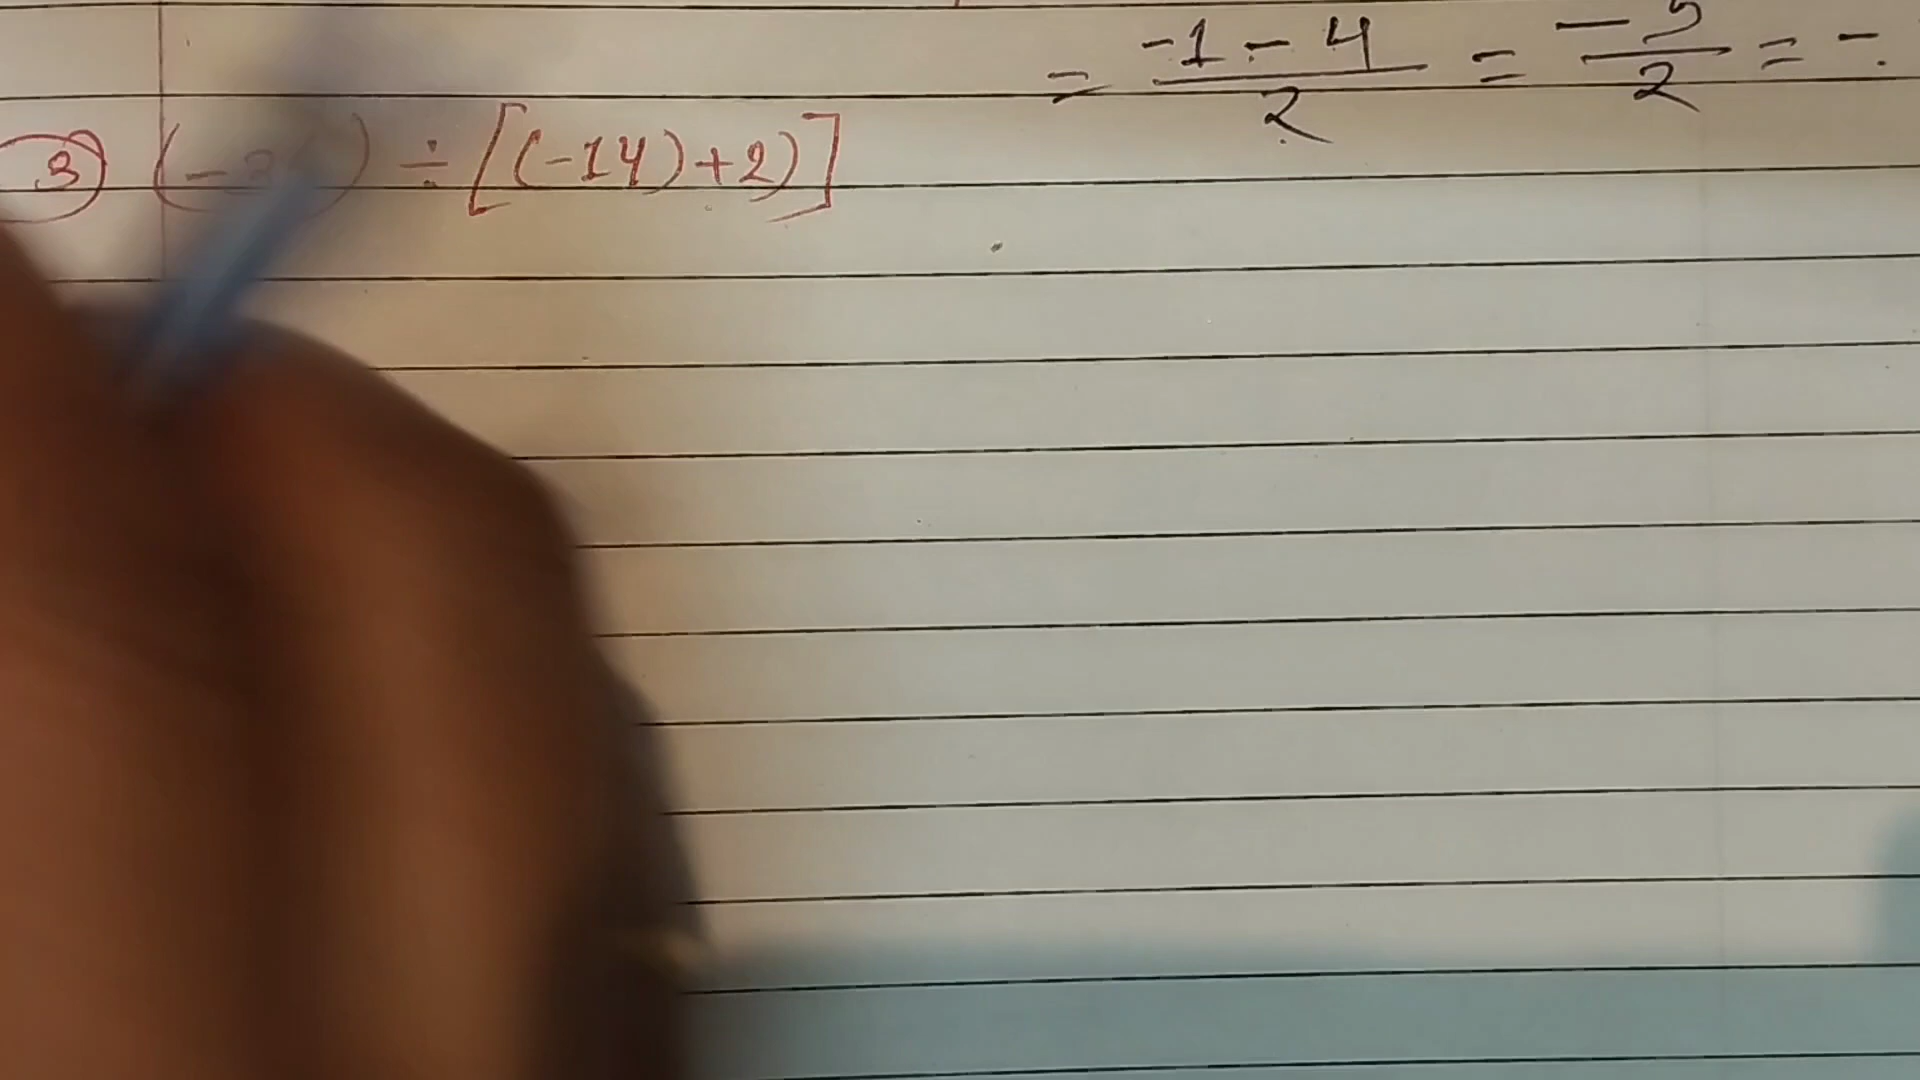 = -1 - 4 / 2 = - 5 / 2 = -
3) (-3 ) ÷ [(-14)+2)]